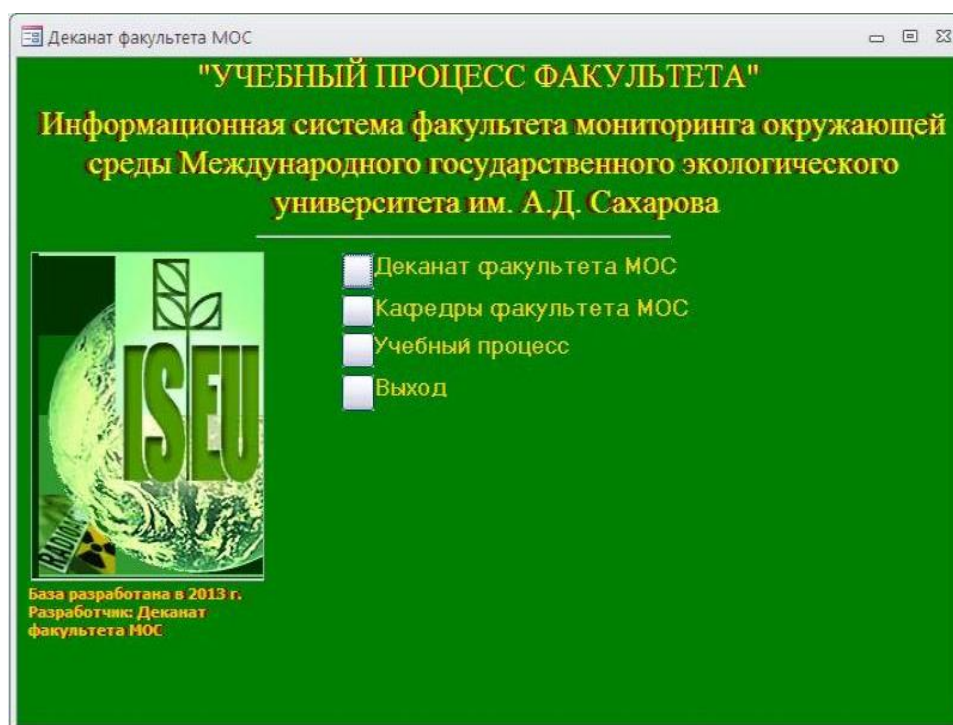 Деканат факультета МОС
"УЧЕБНЫЙ ПРОЦЕСС ФАКУЛЬТЕТА"
Информационная система факультета мониторинга окружающей
среды Международного государственного экологического
университета им. А.Д. Сахарова
Деканат факультета МОС
Кафедры факультета МОС
Учебный процесс
Выход
ISEU
База разработана в 2013 г.
Разработчик: Деканат
факультета МОС